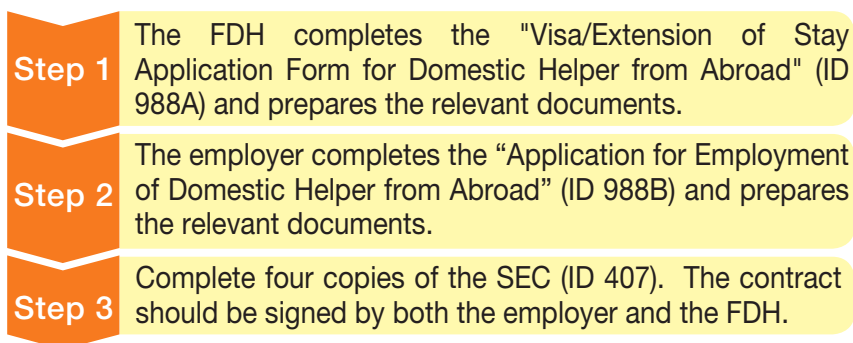 Step 1
The FDH completes the "Visa/Extension of Stay
Application Form for Domestic Helper from Abroad" (ID
988A) and prepares the relevant documents.
Step 2
The employer completes the “Application for Employment
of Domestic Helper from Abroad” (ID 988B) and prepares
the relevant documents.
Step 3
Complete four copies of the SEC (ID 407). The contract
should be signed by both the employer and the FDH.